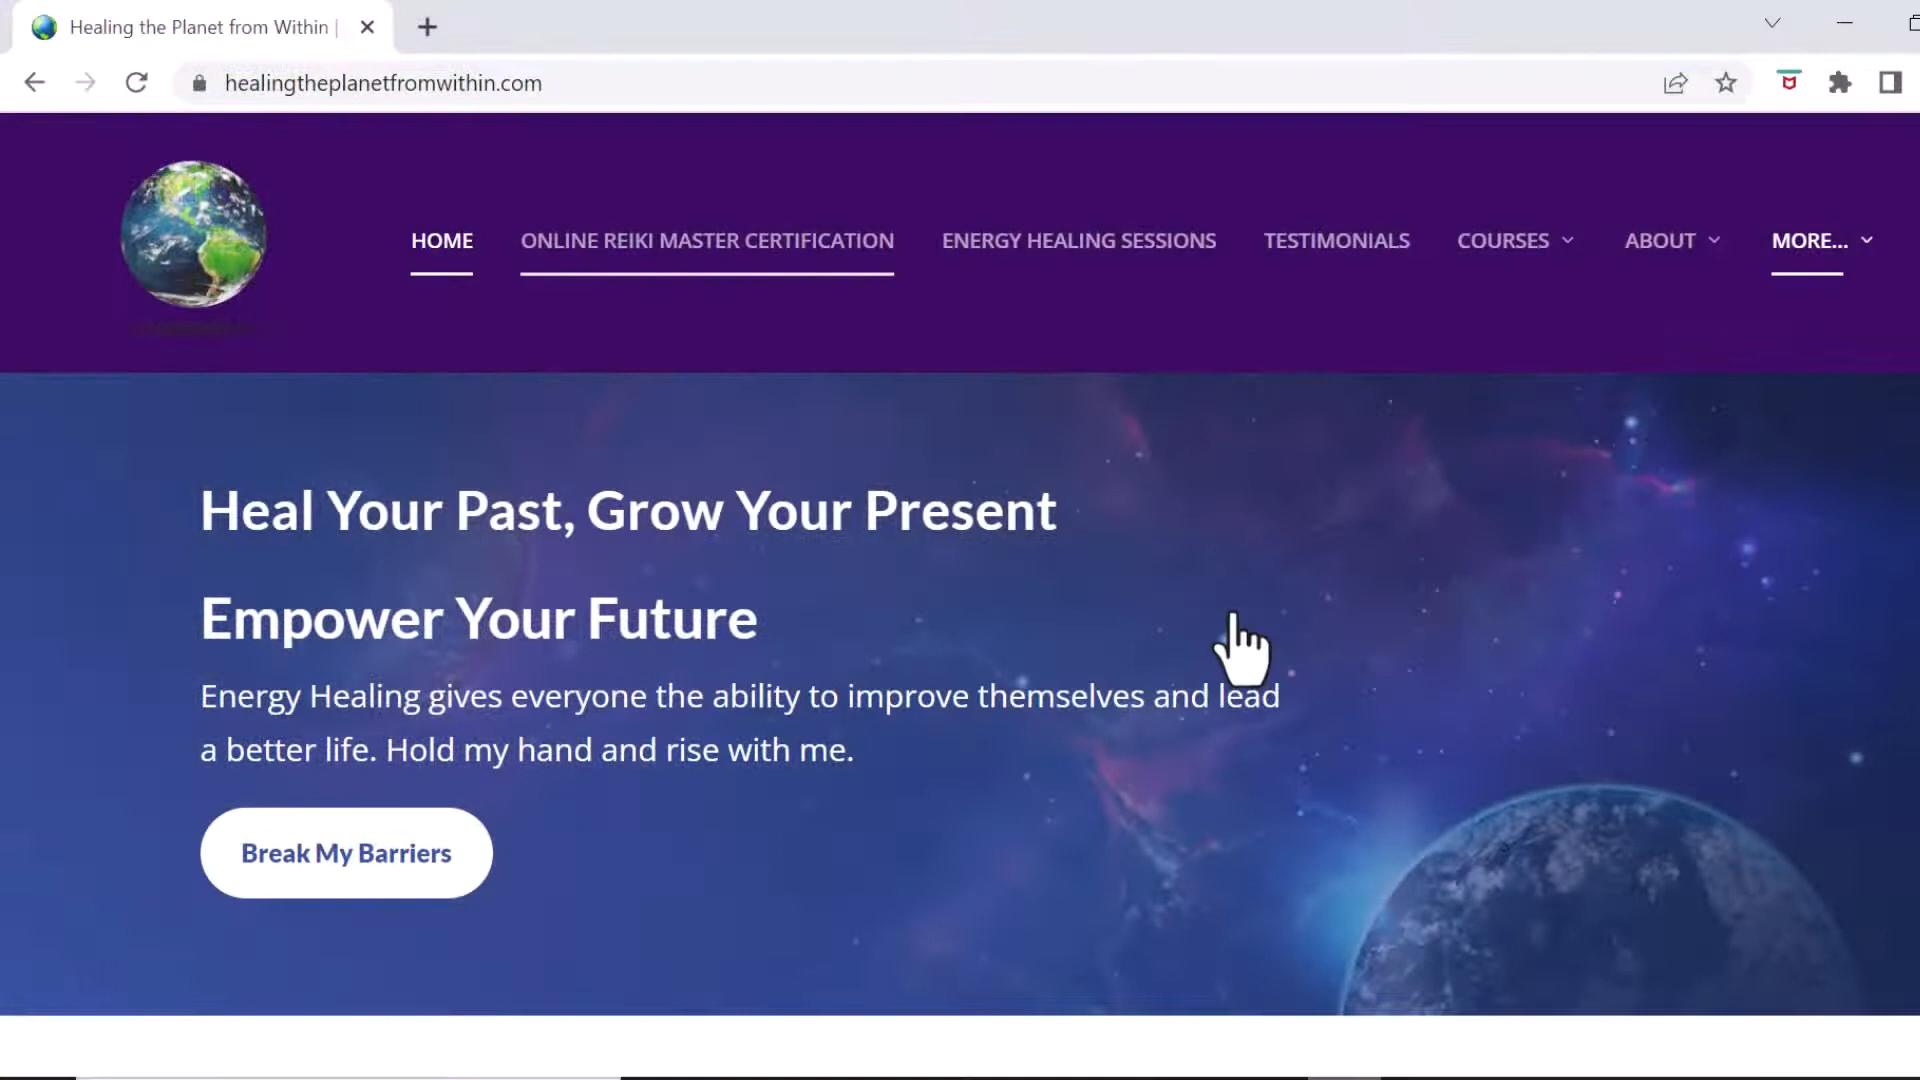 Healing the Planet from Within |
healingtheplanetfromwithin.com
HOME ONLINE REIKI MASTER CERTIFICATION ENERGY HEALING SESSIONS TESTIMONIALS COURSES ABOUT MORE...
Heal Your Past, Grow Your Present
Empower Your Future
Energy Healing gives everyone the ability to improve themselves and lead
a better life. Hold my hand and rise with me.
Break My Barriers